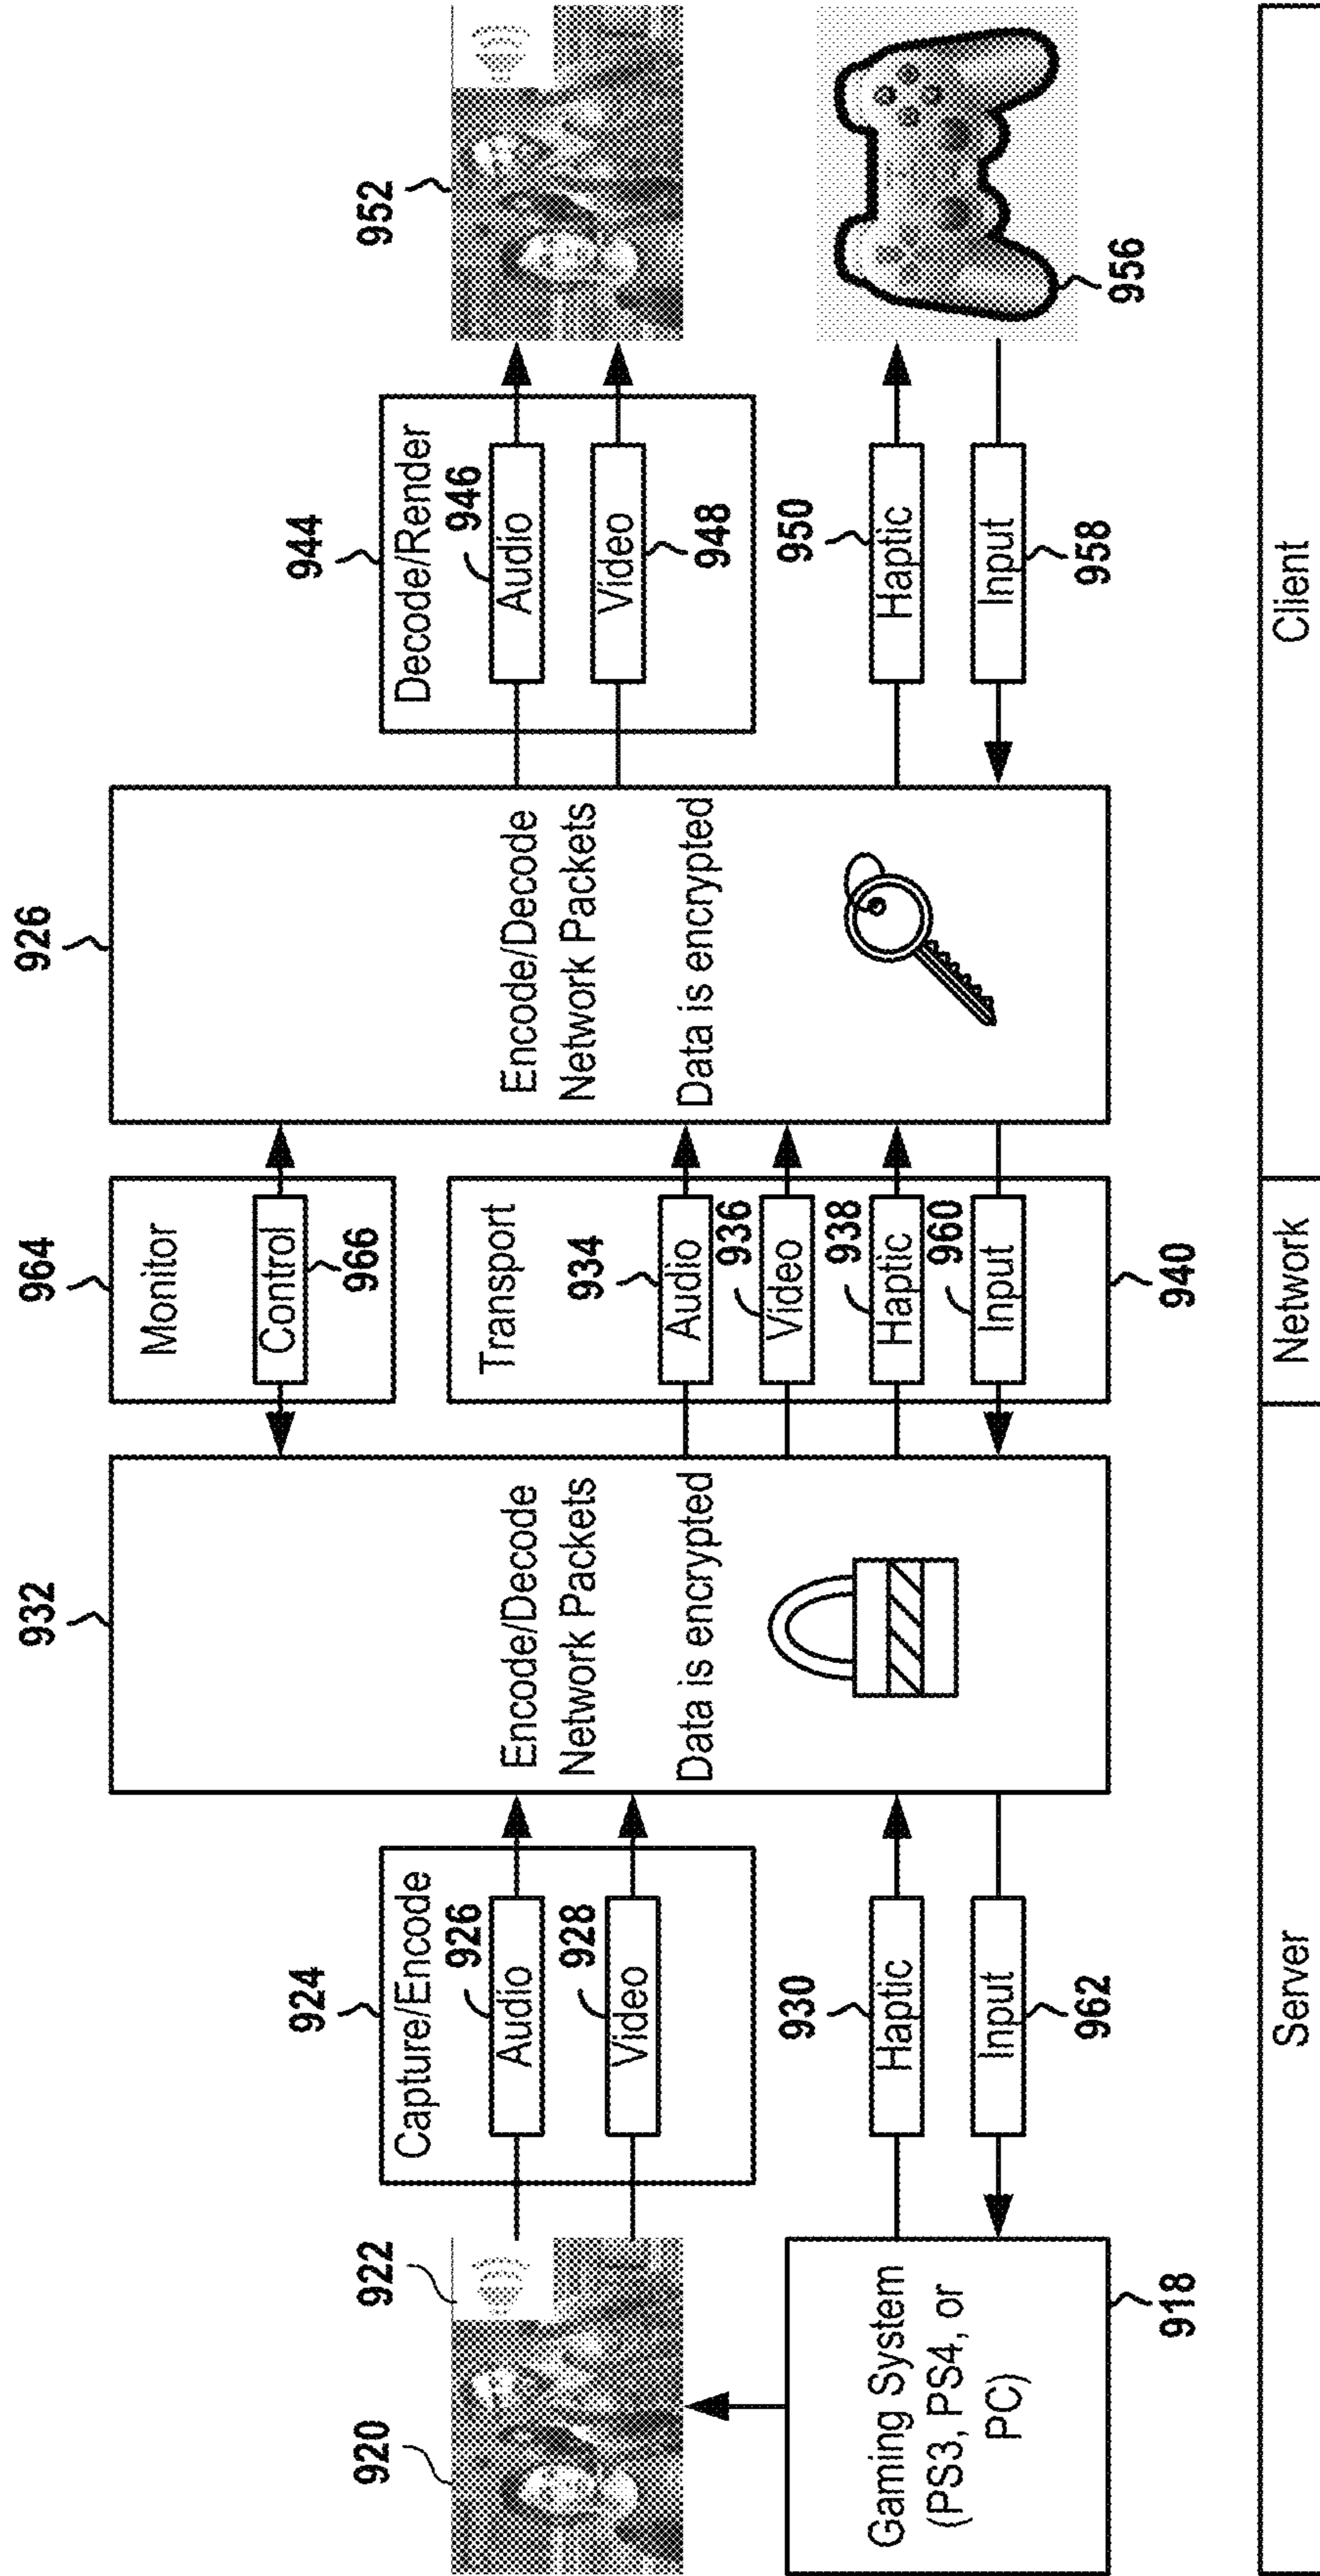 920
922
Gaming System
(PS3, PS4, or
PC)
918
924
Capture/Encode
926
Audio
928
Video
930
Haptic
Input
962
932
Encode/Decode
Network Packets
Data is encrypted
964
Monitor
Control
966
Transport
934
Audio
936
Video
938
Haptic
960
Input
940
926
Encode/Decode
Network Packets
Data is encrypted
944
Decode/Render
946
Audio
Video
948
950
Haptic
Input
958
952
956
Server
Network
Client